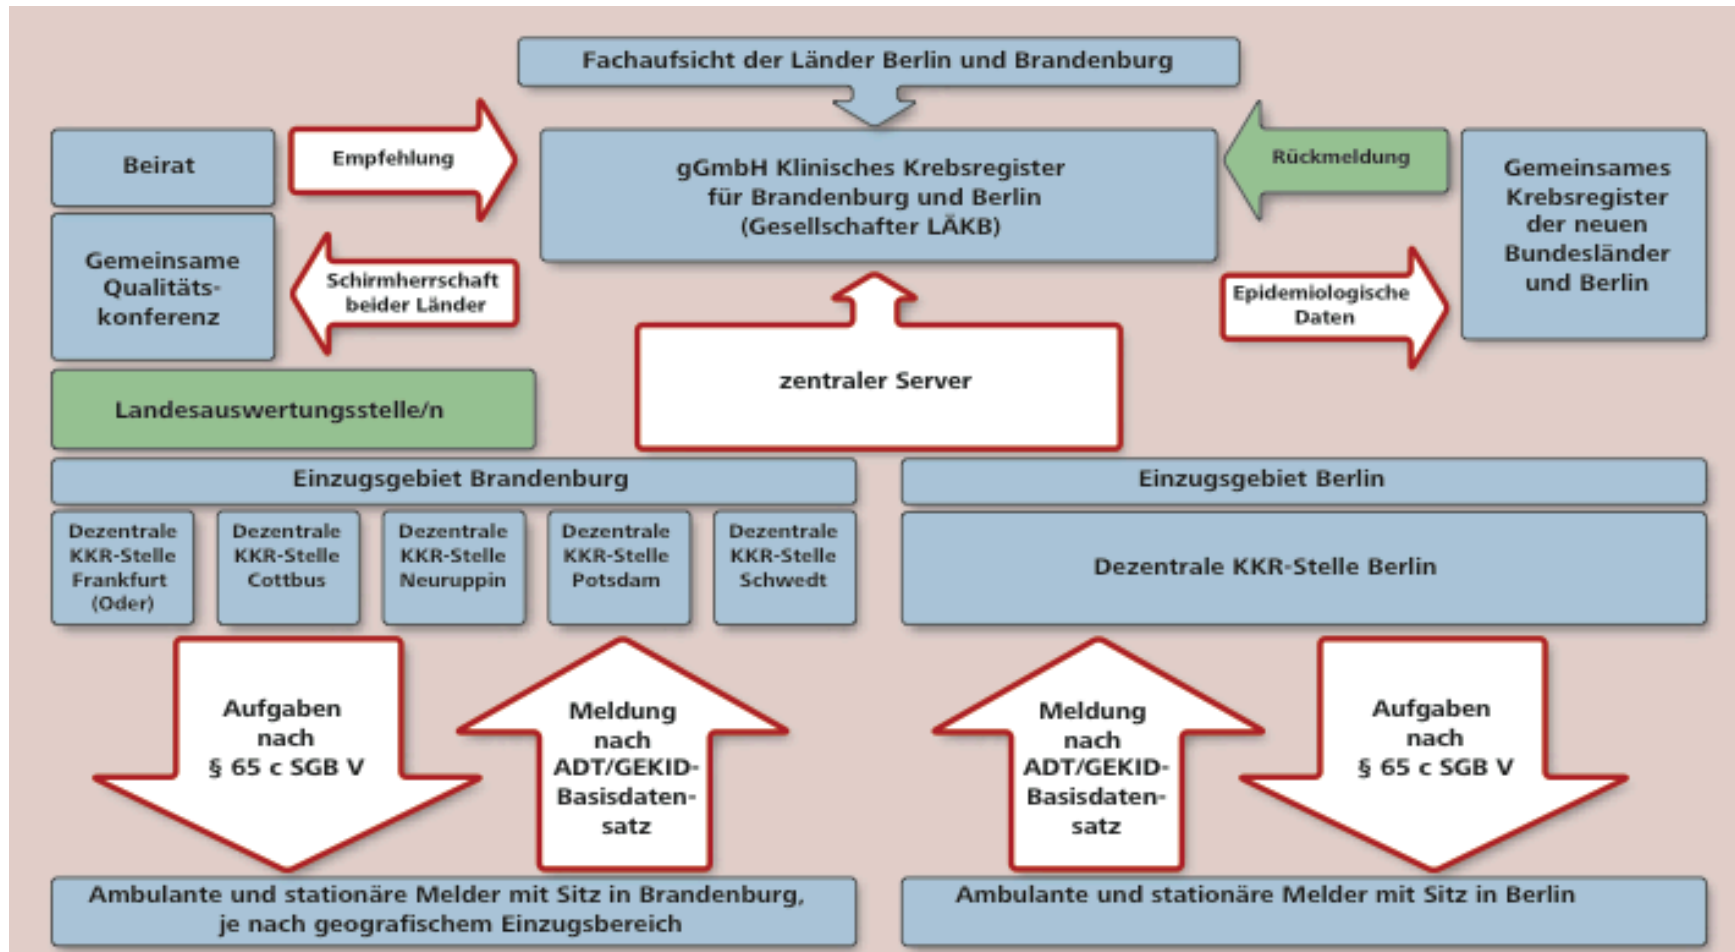 Fachaufsicht der Länder Berlin und Brandenburg
Beirat
Empfehlung
gGmbH Klinisches Krebsregister
für Brandenburg und Berlin
(Gesellschafter LÄKB)
Rückmeldung
Gemeinsames
Krebsregister
der neuen
Bundesländer
und Berlin
Gemeinsame
Qualitäts-
konferenz
Schirmherrschaft
beider Länder
Epidemiologische
Daten
zentraler Server
Landesauswertungsstelle/n
Einzugsgebiet Brandenburg
Einzugsgebiet Berlin
Dezentrale
KKR-Stelle
Frankfurt
(Oder)
Dezentrale
KKR-Stelle
Cottbus
Dezentrale
KKR-Stelle
Neuruppin
Dezentrale
KKR-Stelle
Potsdam
Dezentrale
KKR-Stelle
Schwedt
Dezentrale KKR-Stelle Berlin
Aufgaben
nach
§ 65 c SGB V
Meldung
nach
ADT/GEKID-
Basisdaten-
satz
Meldung
nach
ADT/GEKID-
Basisdaten-
satz
Aufgaben
nach
§ 65 c SGB V
Ambulante und stationäre Melder mit Sitz in Brandenburg,
je nach geografischem Einzugsbereich
Ambulante und stationäre Melder mit Sitz in Berlin